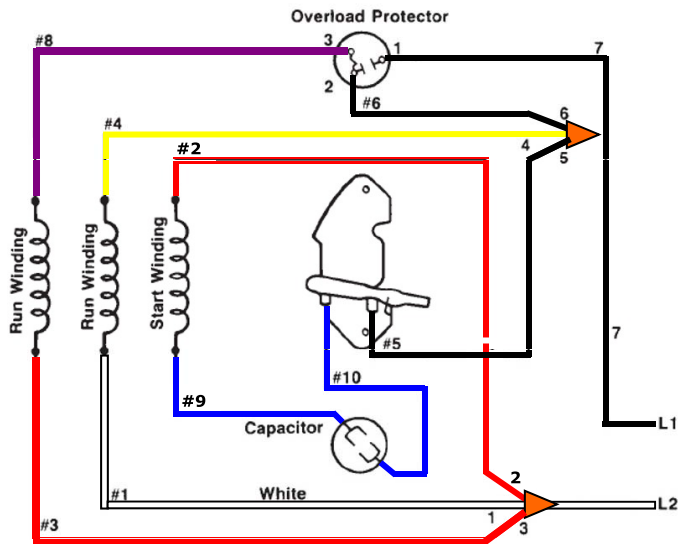 Overload Protector
#8
3
1
7
2
#6
6
#4
4
5
#2
Run Winding
Run Winding
Start Winding
7
#5
#10
#9
Capacitor
L1
2
#1
White
L2
1
3
#3